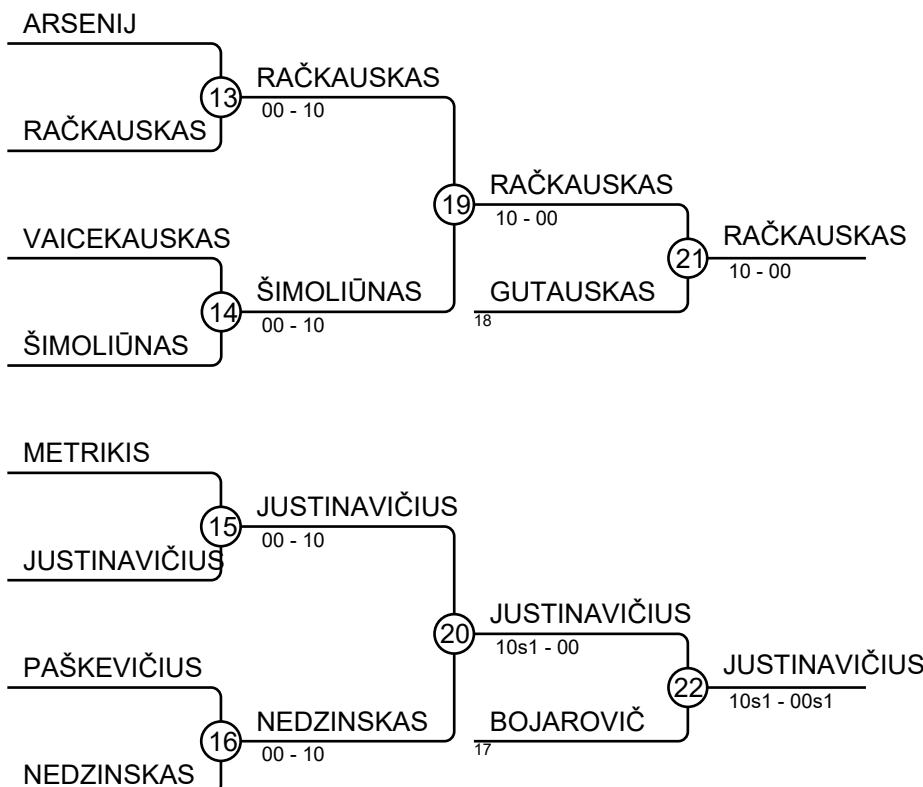 ARSENIJ
13
RAČKAUSKAS
00 - 10
RAČKAUSKAS
19
RAČKAUSKAS
10 - 00
VAICEKAUSKAS
21
RAČKAUSKAS
10 - 00
14
ŠIMOLIŪNAS
00 - 10
GUTAUSKAS
18
ŠIMOLIŪNAS
METRIKIS
15
JUSTINAVIČIUS
00 - 10
JUSTINAVIČIUS
20
JUSTINAVIČIUS
10s1 - 00
PAŠKEVIČIUS
22
JUSTINAVIČIUS
10s1 - 00s1
16
NEDZINSKAS
00 - 10
BOJAROVIČ
17
NEDZINSKAS